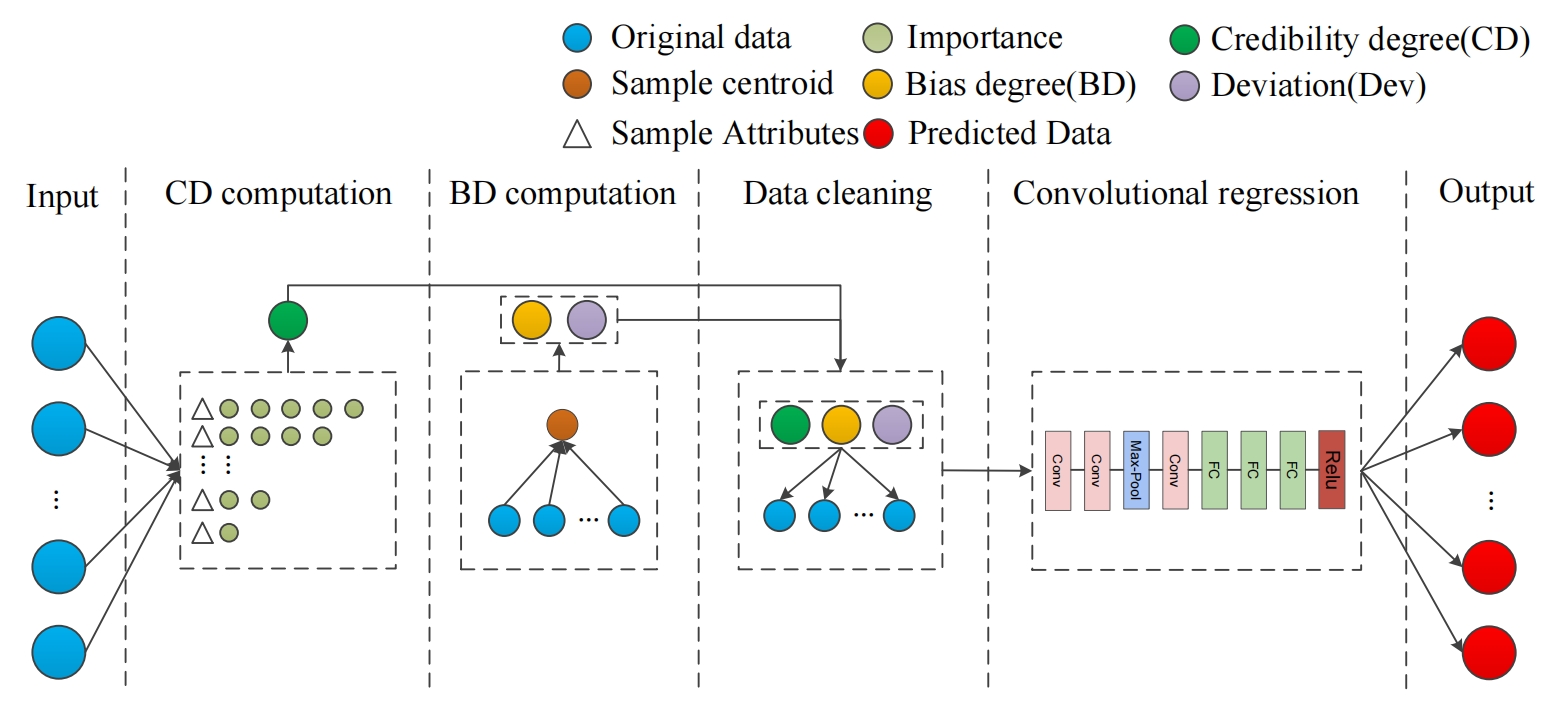 Original data
Importance
Credibility degree(CD)
Sample centroid
Bias degree(BD)
Deviation(Dev)
Sample Attributes
Predicted Data
Input
CD computation
BD computation
Data cleaning
Convolutional regression
Output
Conv
Conv
Max-Pool
Conv
FC
FC
FC
Relu